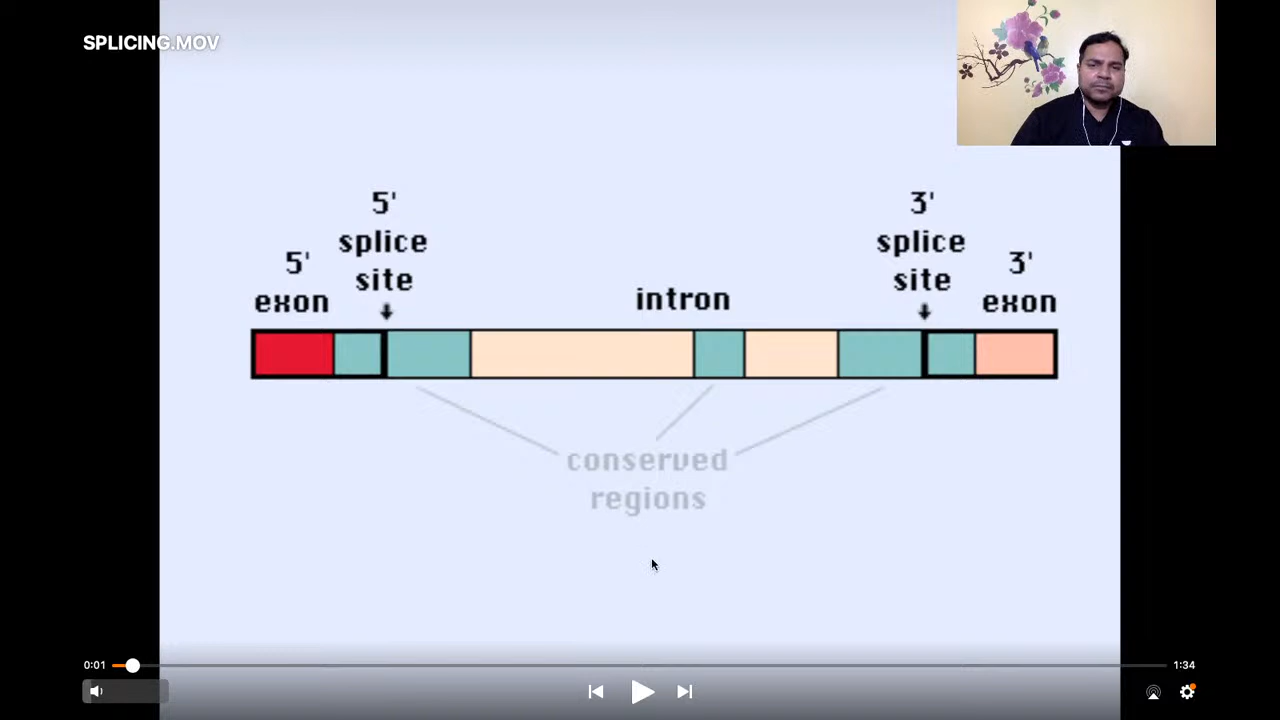 SPLICING.MOV
5'
splice
site
5'
exon
intron
3'
splice
site
3'
exon
conserved
regions
0:01
1:34